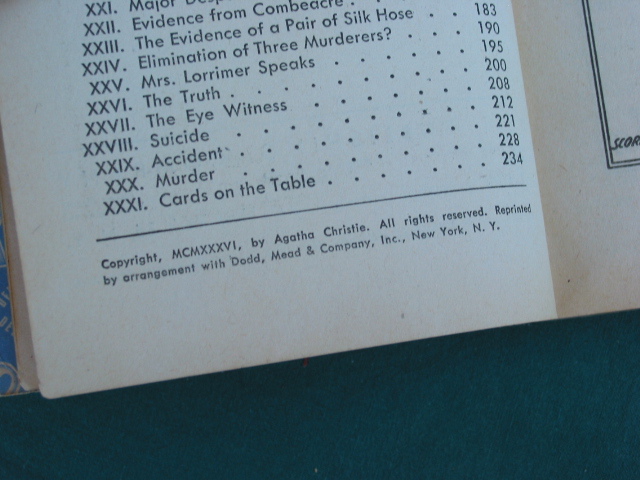 XXI. Major
XXII. Evidence from Combeacre .
XXIII. The Evidence of a Pair of Silk Hose . . 183
XXIV. Elimination of Three Murderers? . 190
XXV. Mrs. Lorrimer Speaks . . . . . 195
XXVI. The Truth . . . . . . . . 200
XXVII. The Eye Witness . . . . . . 208
XXVIII. Suicide . . . . . . . . 212
XXIX. Accident . . . . . . . . 221
XXX. Murder . . . . . . . . 228
XXXI. Cards on the Table . . . . . . 234
Copyright, MCMXXXVI, by Agatha Christie. All rights reserved. Reprinted
by arrangement with Dodd, Mead & Company, Inc., New York, N. Y.